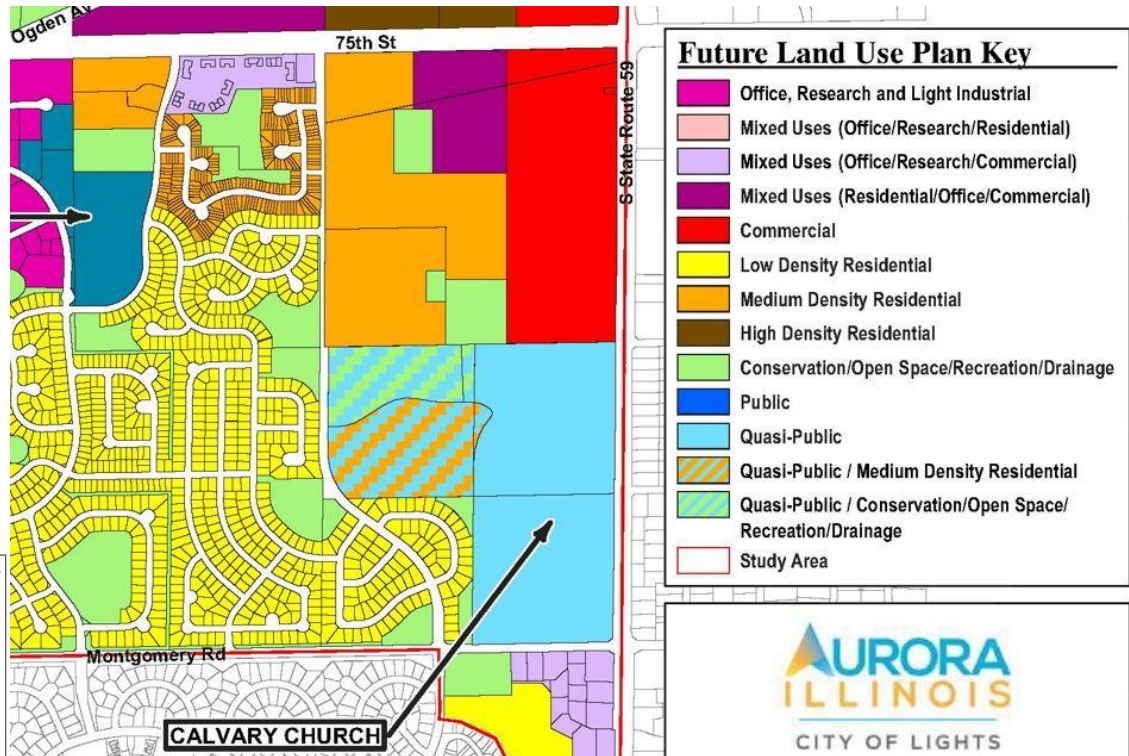 Ogden Av
75th St
S State Route 59
Montgomery Rd
CALVARY CHURCH
Future Land Use Plan Key
Office, Research and Light Industrial
Mixed Uses (Office/Research/Residential)
Mixed Uses (Office/Research/Commercial)
Mixed Uses (Residential/Office/Commercial)
Commercial
Low Density Residential
Medium Density Residential
High Density Residential
Conservation/Open Space/Recreation/Drainage
Public
Quasi-Public
Quasi-Public / Medium Density Residential
Quasi-Public / Conservation/Open Space/
Recreation/Drainage
Study Area
AURORA
ILLINOIS
CITY OF LIGHTS